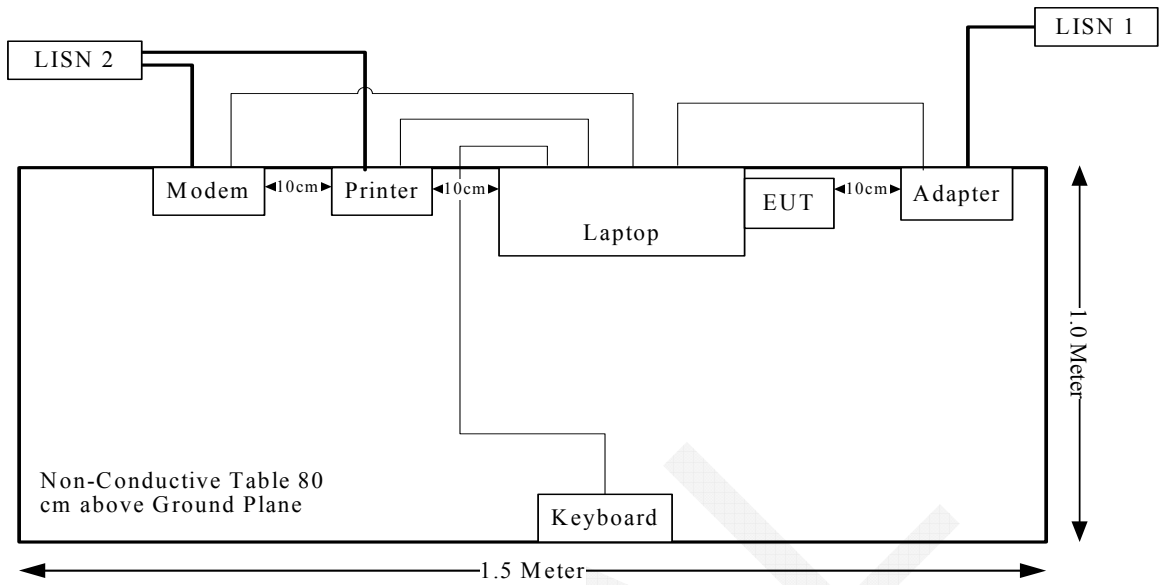 LISN 1
LISN 2
Modem
10cm
Printer
10cm
Laptop
EUT
10cm
Adapter
1.0 Meter
Non-Conductive Table 80
cm above Ground Plane
Keyboard
1.5 Meter